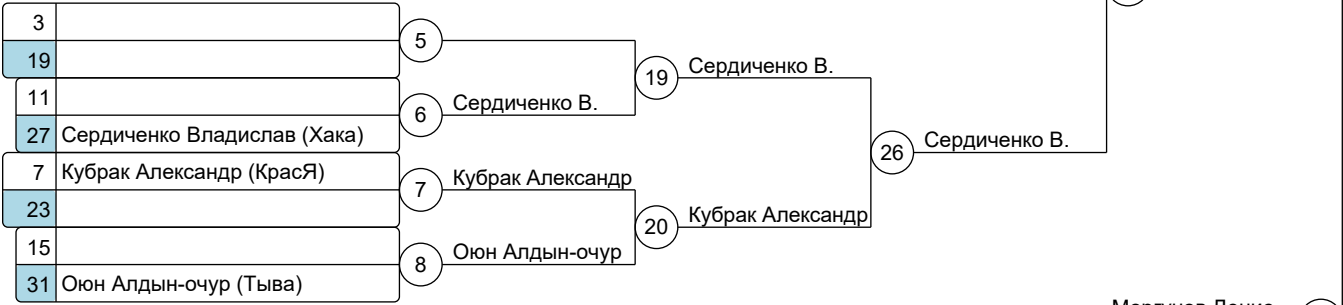 3
5
19
19 Сердиченко В.
11
6 Сердиченко В.
27 Сердиченко Владислав (Хака)
26 Сердиченко В.
7 Кубрак Александр (КрасЯ)
7 Кубрак Александр
23
20 Кубрак Александр
15
8 Оюн Алдын-очур
31 Оюн Алдын-очур (Тыва)